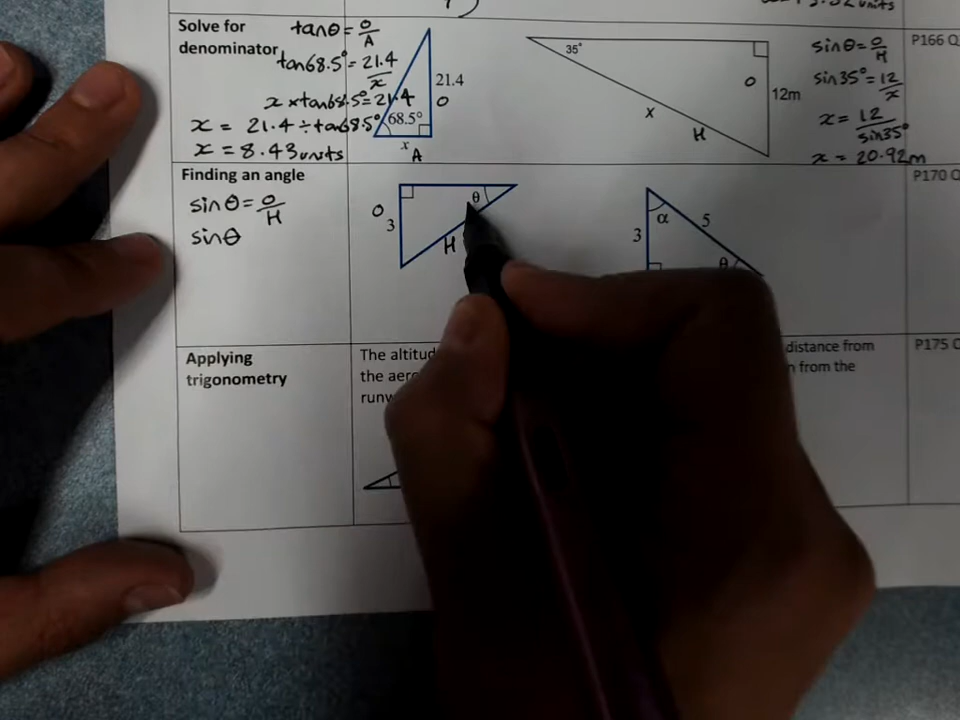 Solve for
denominator
tanθ = O/A
tan68.5° = 21.4/x
x × tan68.5° = 21.4
x = 21.4 ÷ tan68.5°
x = 8.43units
21.4
O
68.5°
x
A
35°
O
12m
x
H
sinθ = O/H
sin35° = 12/x
x = 12/sin35°
x = 20.92m
P166 Q
Finding an angle
sinθ = O/H
sinθ
O
3
θ
H
3
α
5
θ
P170 Q
Applying
trigonometry
The altitud
distance from
the aer
from the
runw
P175 Q